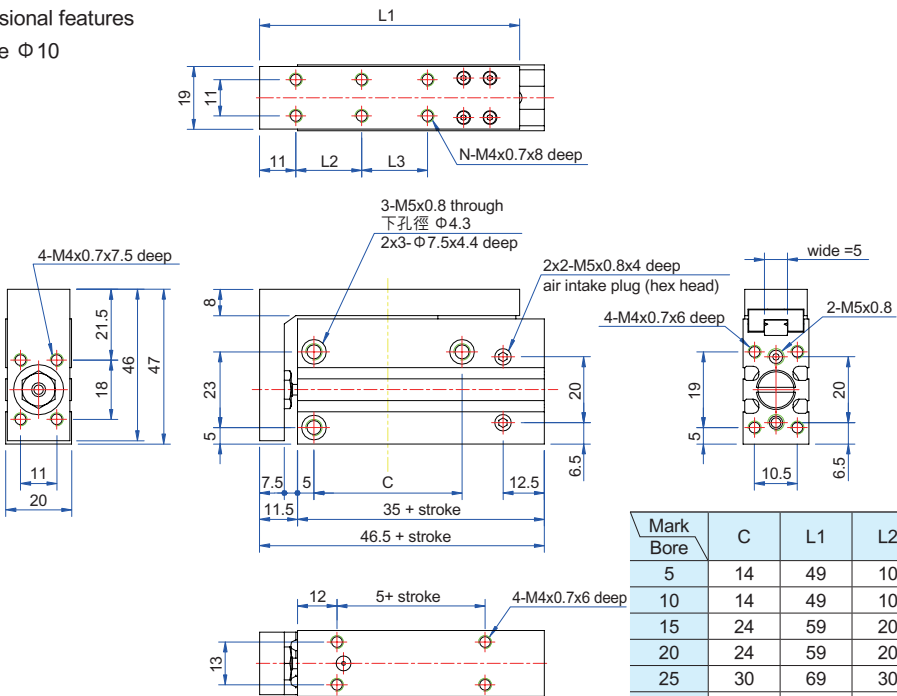 sional features
e Φ10
L1
19
11
11
L2
L3
N-M4x0.7x8 deep
3-M5x0.8 through
下孔徑 Φ4.3
2x3-Φ7.5x4.4 deep
4-M4x0.7x7.5 deep
2x2-M5x0.8x4 deep
air intake plug (hex head)
wide =5
4-M4x0.7x6 deep
2-M5x0.8
21.5
18
46
47
11
20
8
23
5
20
6.5
7.5
5
C
12.5
11.5
35 + stroke
46.5 + stroke
19
5
20
6.5
10.5
12
5+ stroke
4-M4x0.7x6 deep
13
Mark
Bore
C
L1
L2
5 14 49 10
10 14 49 10
15 24 59 20
20 24 59 20
25 30 69 30